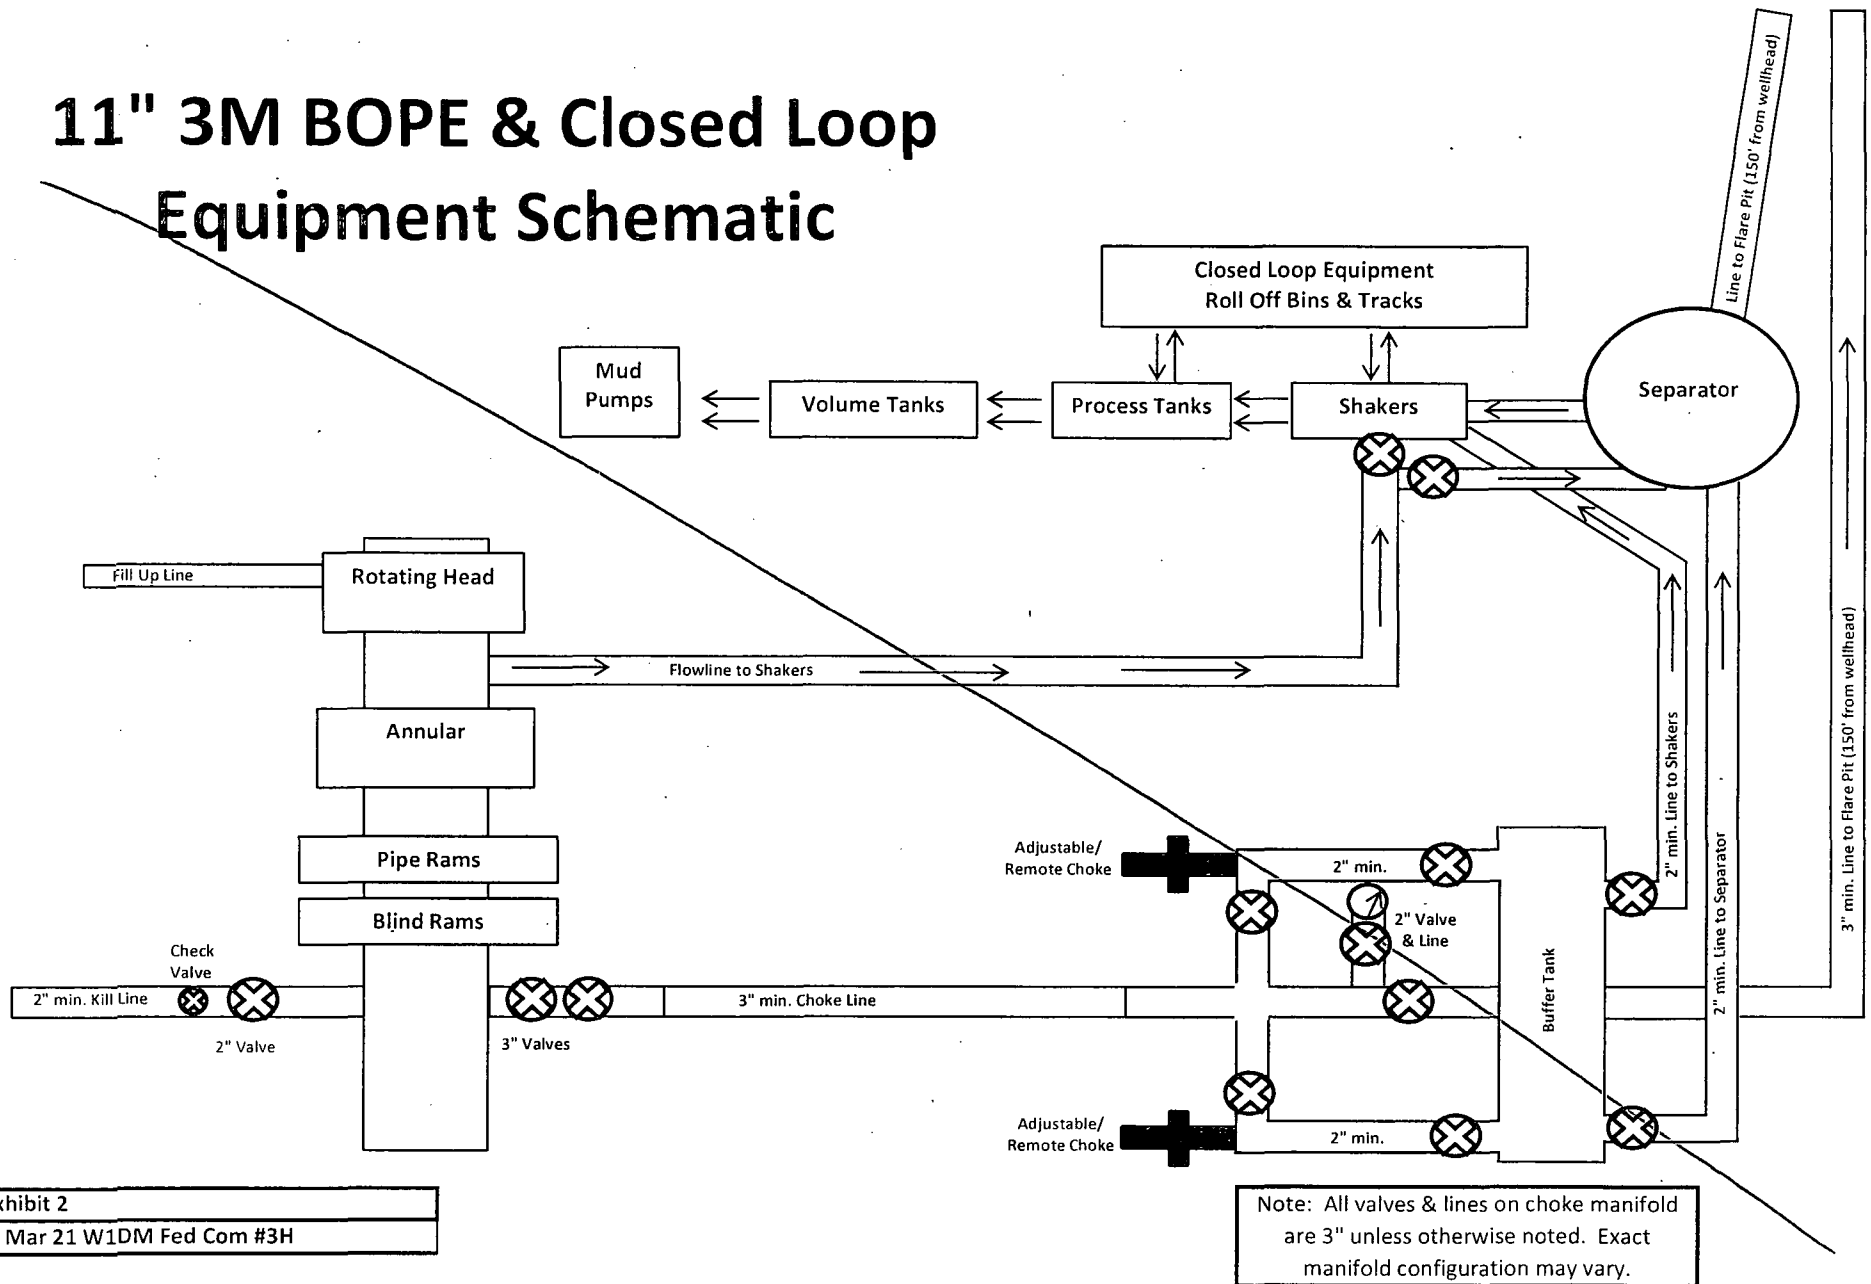 11" 3M BOPE & Closed Loop
Equipment Schematic
Closed Loop Equipment
Roll Off Bins & Tracks
Mud
Pumps
Volume Tanks
Process Tanks
Shakers
Separator
Line to Flare Pit (150' from wellhead)
Fill Up Line
Rotating Head
Flowline to Shakers
Annular
Pipe Rams
Blind Rams
Check
Valve
2" min. Kill Line
2" Valve
3" Valves
3" min. Choke Line
Adjustable/
Remote Choke
2" min.
2" Valve
& Line
Buffer Tank
Adjustable/
Remote Choke
2" min.
2" min. Line to Shakers
2" min. Line to Separator
3" min. Line to Flare Pit (150' from wellhead)
xhibit 2
Mar 21 W1DM Fed Com #3H
Note: All valves & lines on choke manifold
are 3" unless otherwise noted. Exact
manifold configuration may vary.